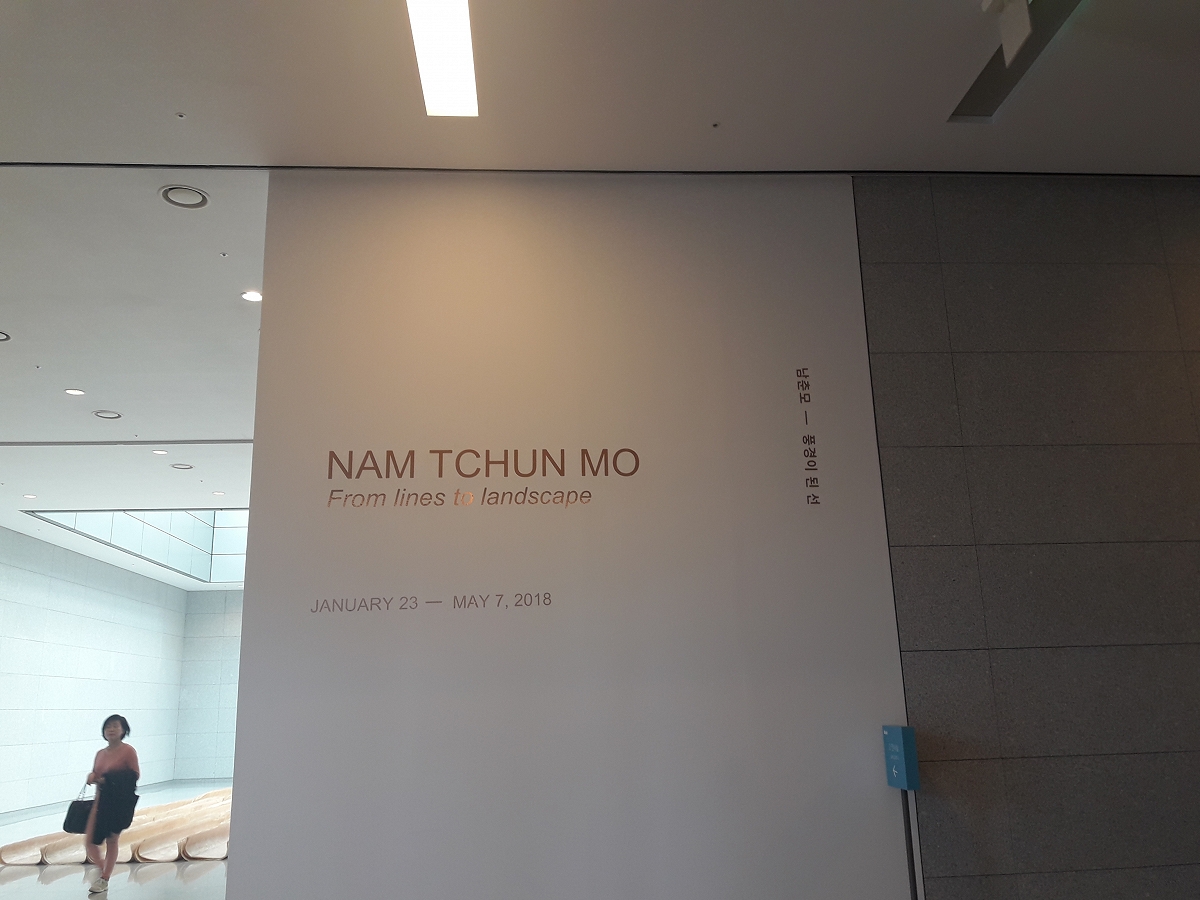 NAM TCHUN MO
From lines to landscape
JANUARY 23 — MAY 7, 2018
남춘모 — 풍경이 된 선